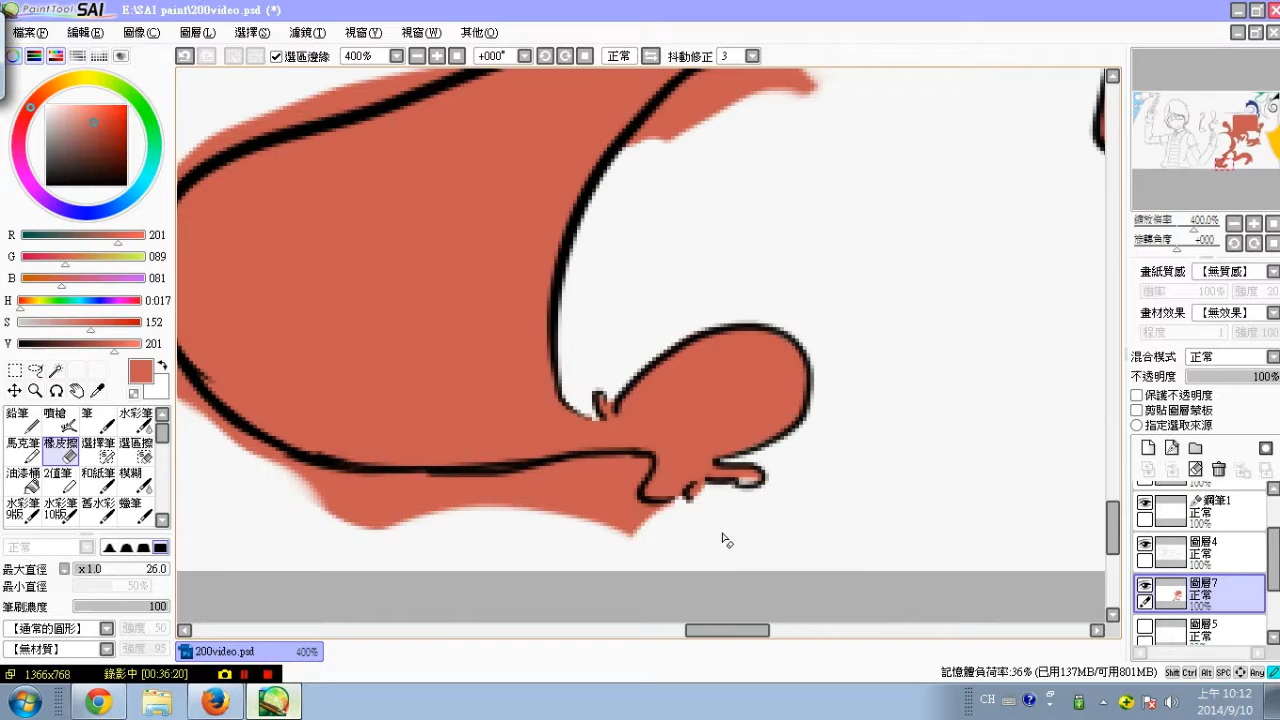 PaintTool SAI E:\SAI paint\200video.psd (*)
檔案(F) 編輯(E) 圖像(C) 圖層(L) 選擇(S) 濾鏡(T) 視窗(V) 視窗(W) 其他(O)
選區邊緣 400% +000° 正常 抖動修正 3
R 201
G 089
B 081
H 0:017
S 152
V 201
鉛筆 噴槍 筆 水彩筆
馬克筆 橡皮擦 選擇筆 選區擦
油漆桶 2值筆 和紙筆 模糊
水彩筆 水彩筆 舊水彩 蠟筆
9版 10版
正常
最大直徑 x1.0 26.0
最小直徑 50%
筆刷濃度 100
【通常的圓形】 強度 50
【無材質】 強度 95
縮放倍率 400.0%
旋轉角度 +000
畫紙質感 【無質感】
倍率 100% 強度 20
畫材效果 【無效果】
程度 1 強度 100
混合模式 正常
不透明度 100%
保護不透明度
剪貼圖層蒙板
指定選取來源
100%
鋼筆1
正常
100%
圖層4
正常
100%
圖層7
正常
100%
圖層5
正常
200video.psd 400%
1366x768 錄影中 [00:36:20]
記憶體負荷率:36% (已用137MB/可用801MB)
Shift Ctrl Alt SPC Any
CH
上午 10:12
2014/9/10